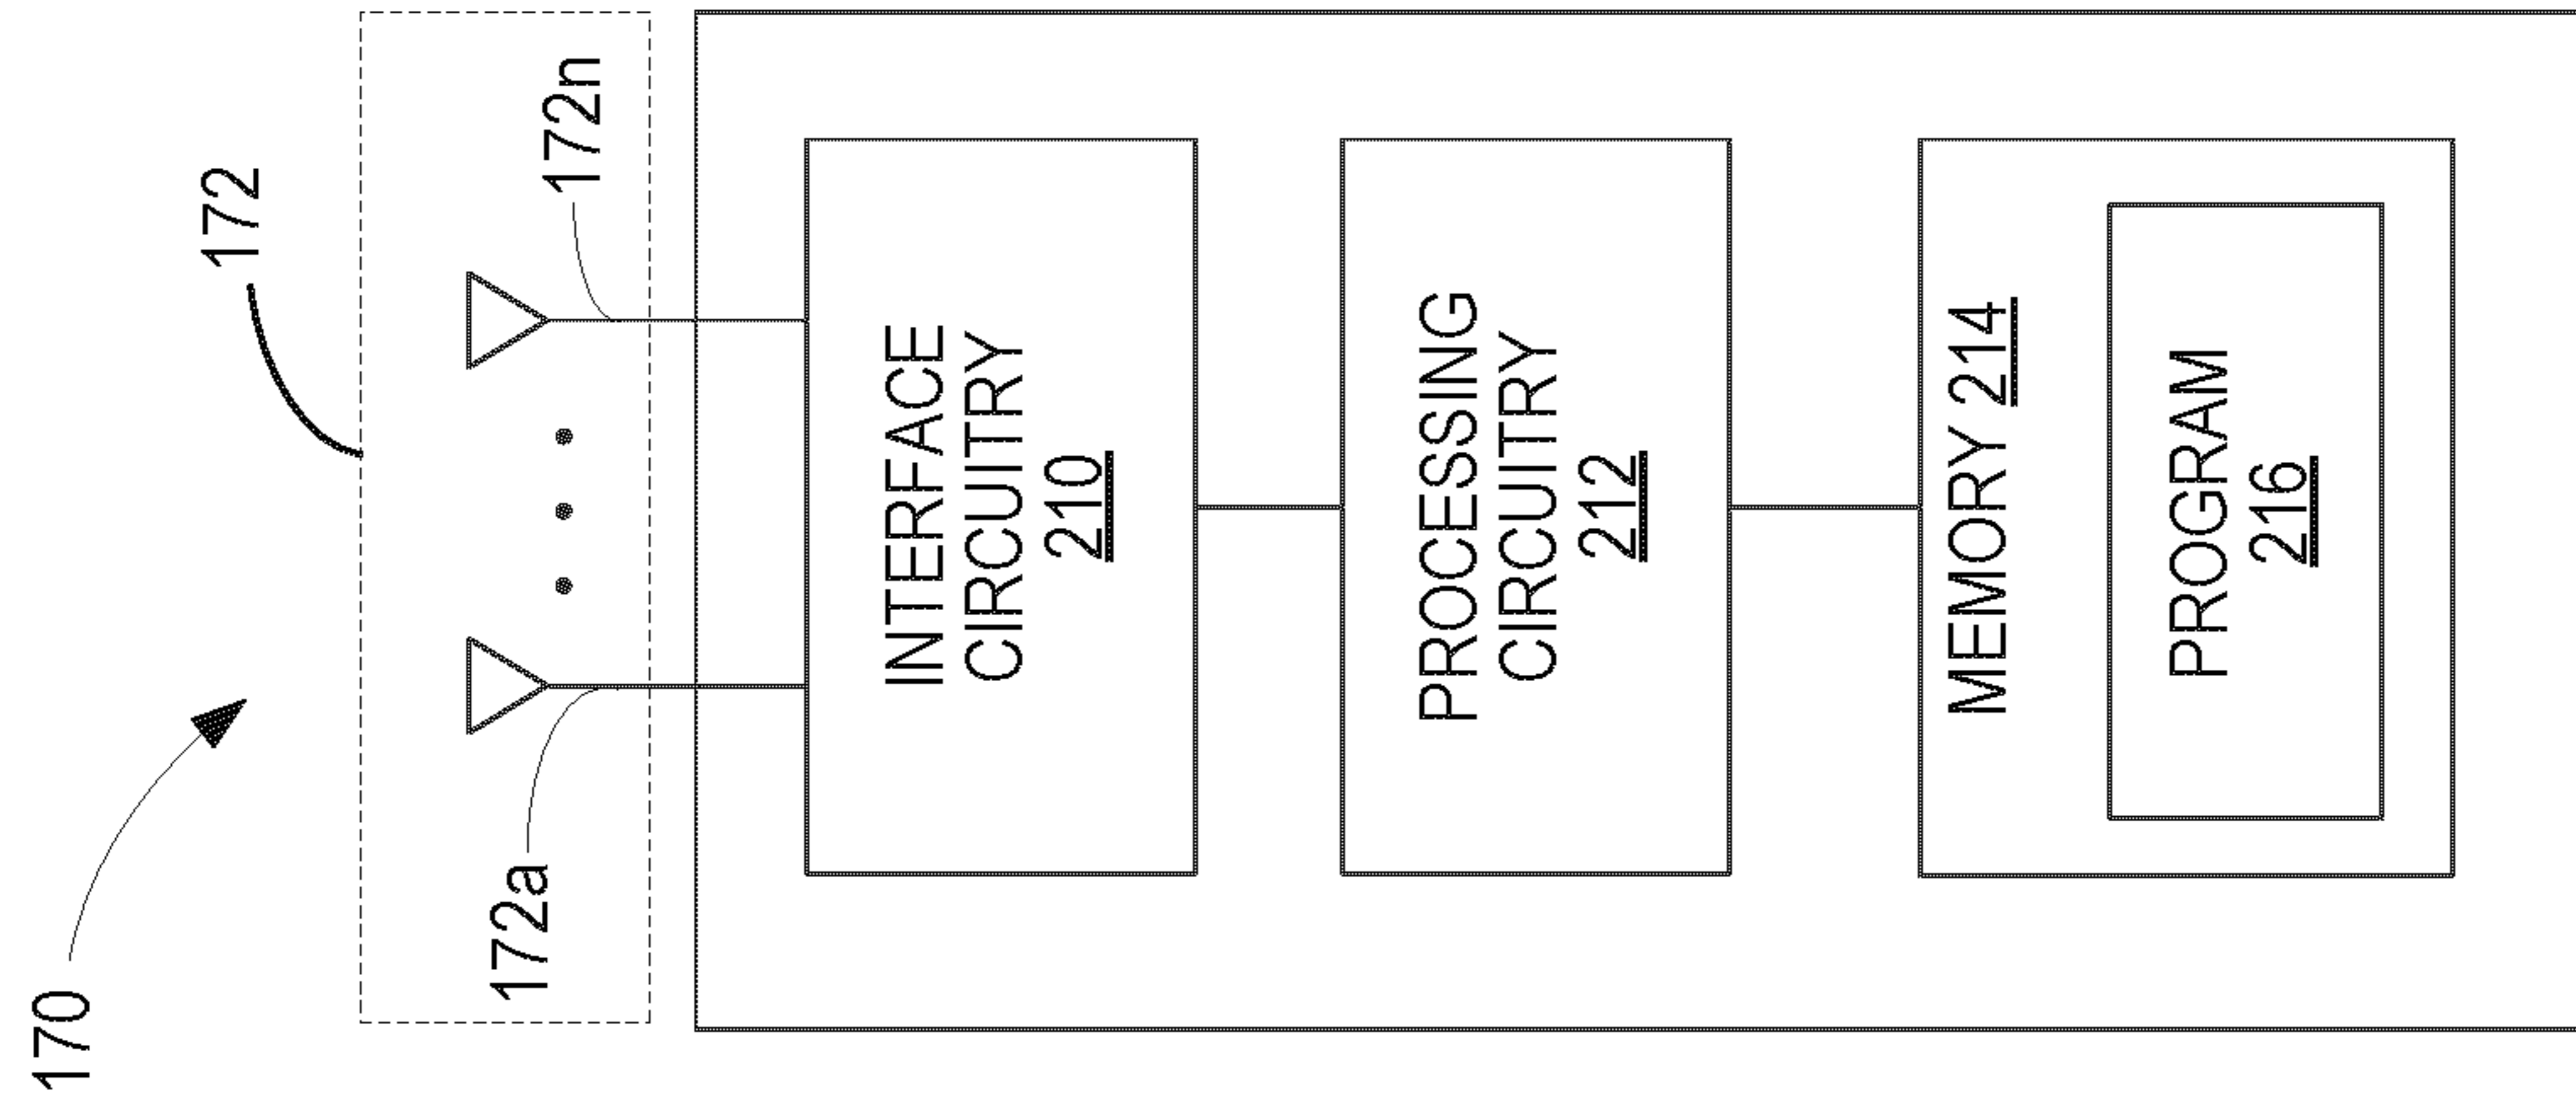 170
172
172a
172n
INTERFACE
CIRCUITRY
210
PROCESSING
CIRCUITRY
212
MEMORY 214
PROGRAM
216